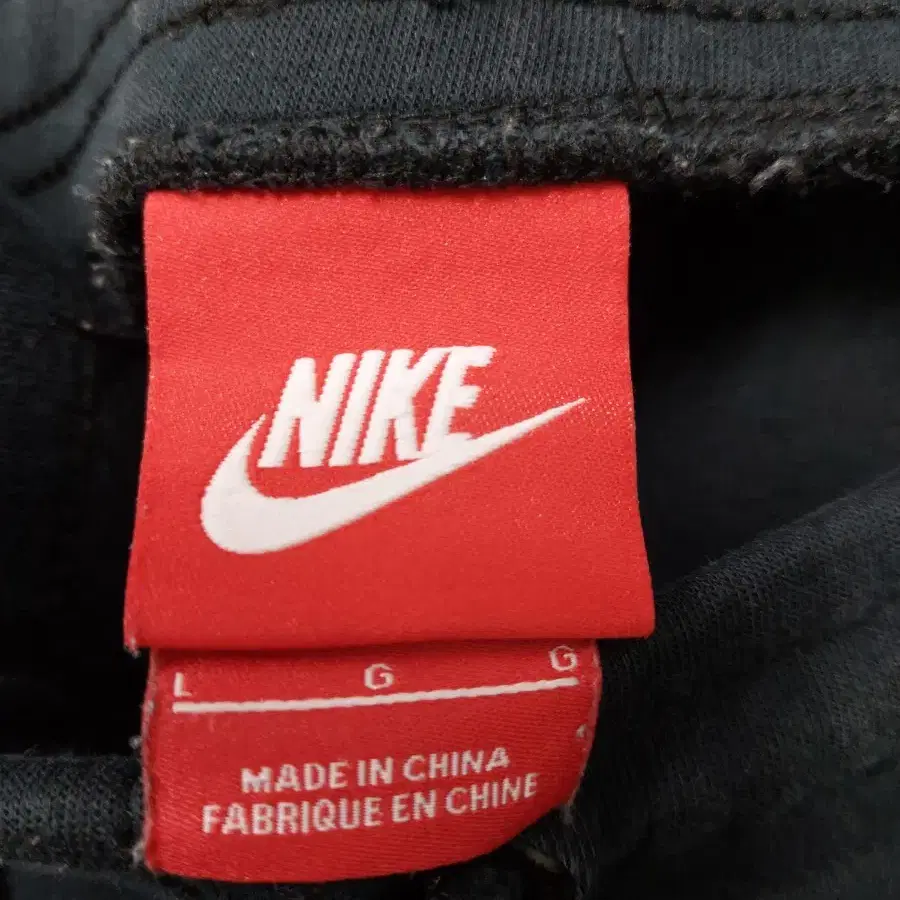 NIKE
L G G
MADE IN CHINA
FABRIQUE EN CHINE